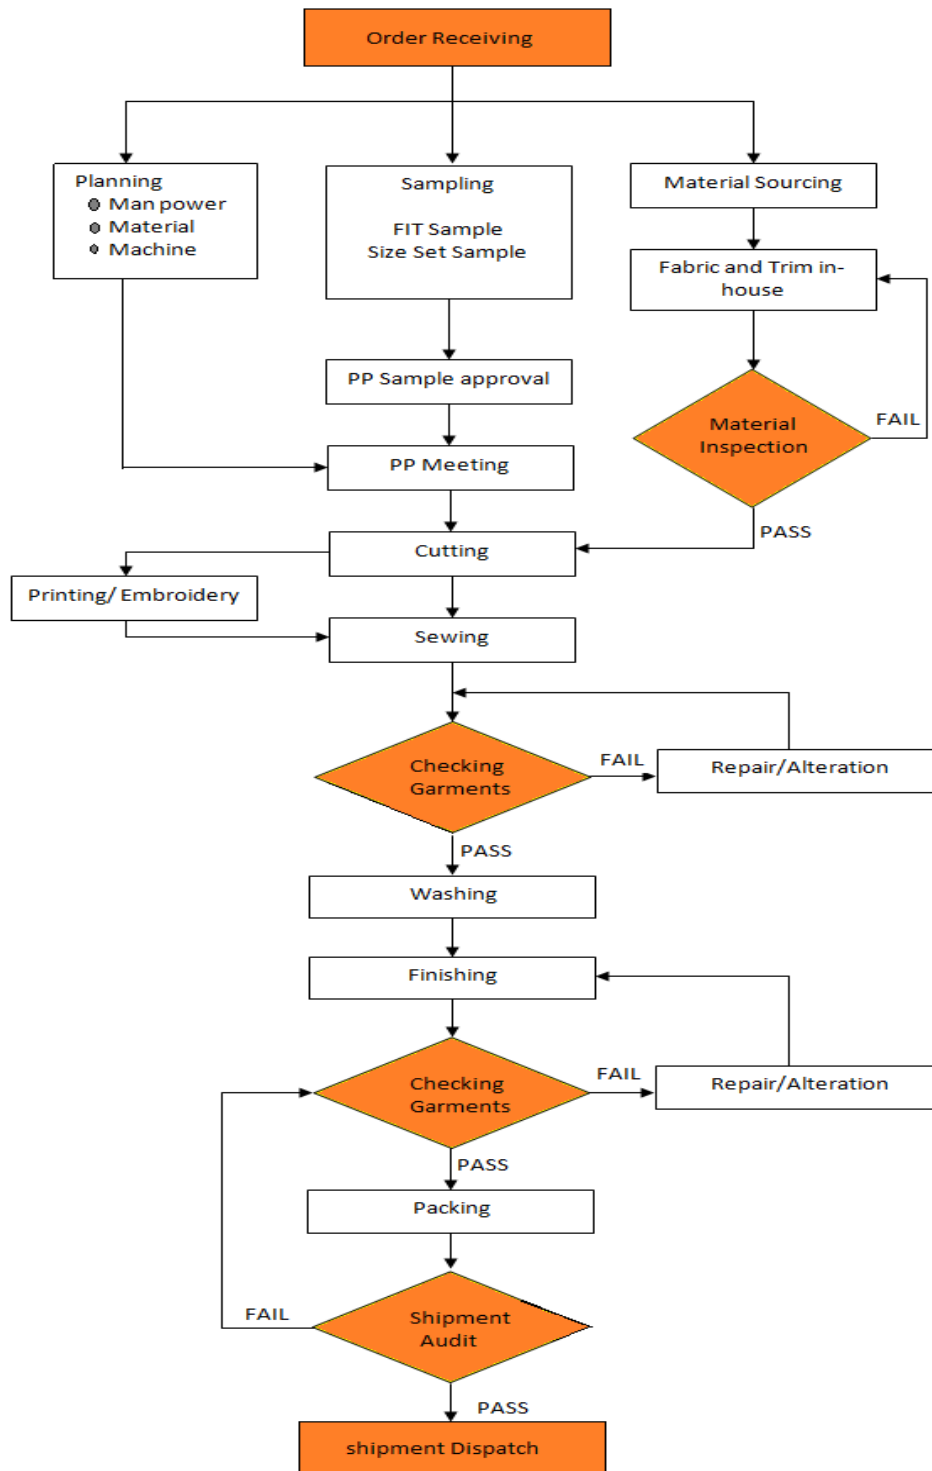 Order Receiving
Planning
Man power
Material
Machine
Sampling
FIT Sample
Size Set Sample
Material Sourcing
Fabric and Trim in-
house
PP Sample approval
Material
Inspection
FAIL
PP Meeting
PASS
Cutting
Printing/ Embroidery
Sewing
Checking
Garments
FAIL
Repair/Alteration
PASS
Washing
Finishing
Checking
Garments
FAIL
Repair/Alteration
PASS
Packing
Shipment
Audit
FAIL
PASS
shipment Dispatch